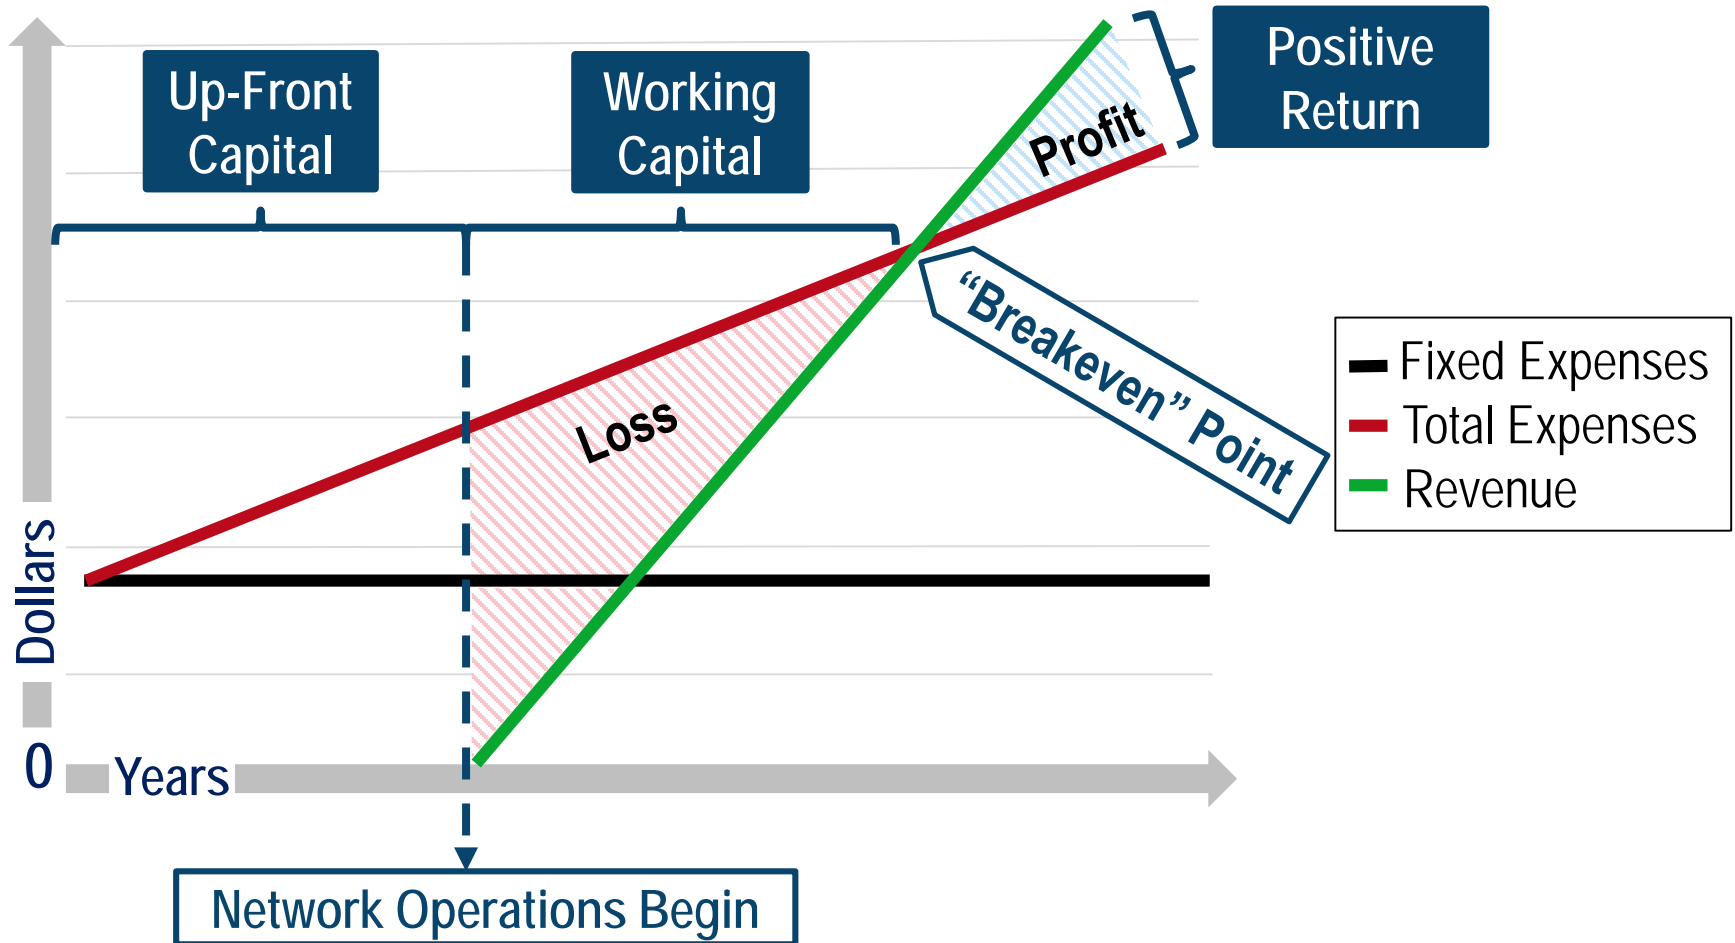 Up-Front
Capital
Working
Capital
Positive
Return
Profit
Loss
“Breakeven” Point
Fixed Expenses
Total Expenses
Revenue
Dollars
0
Years
Network Operations Begin